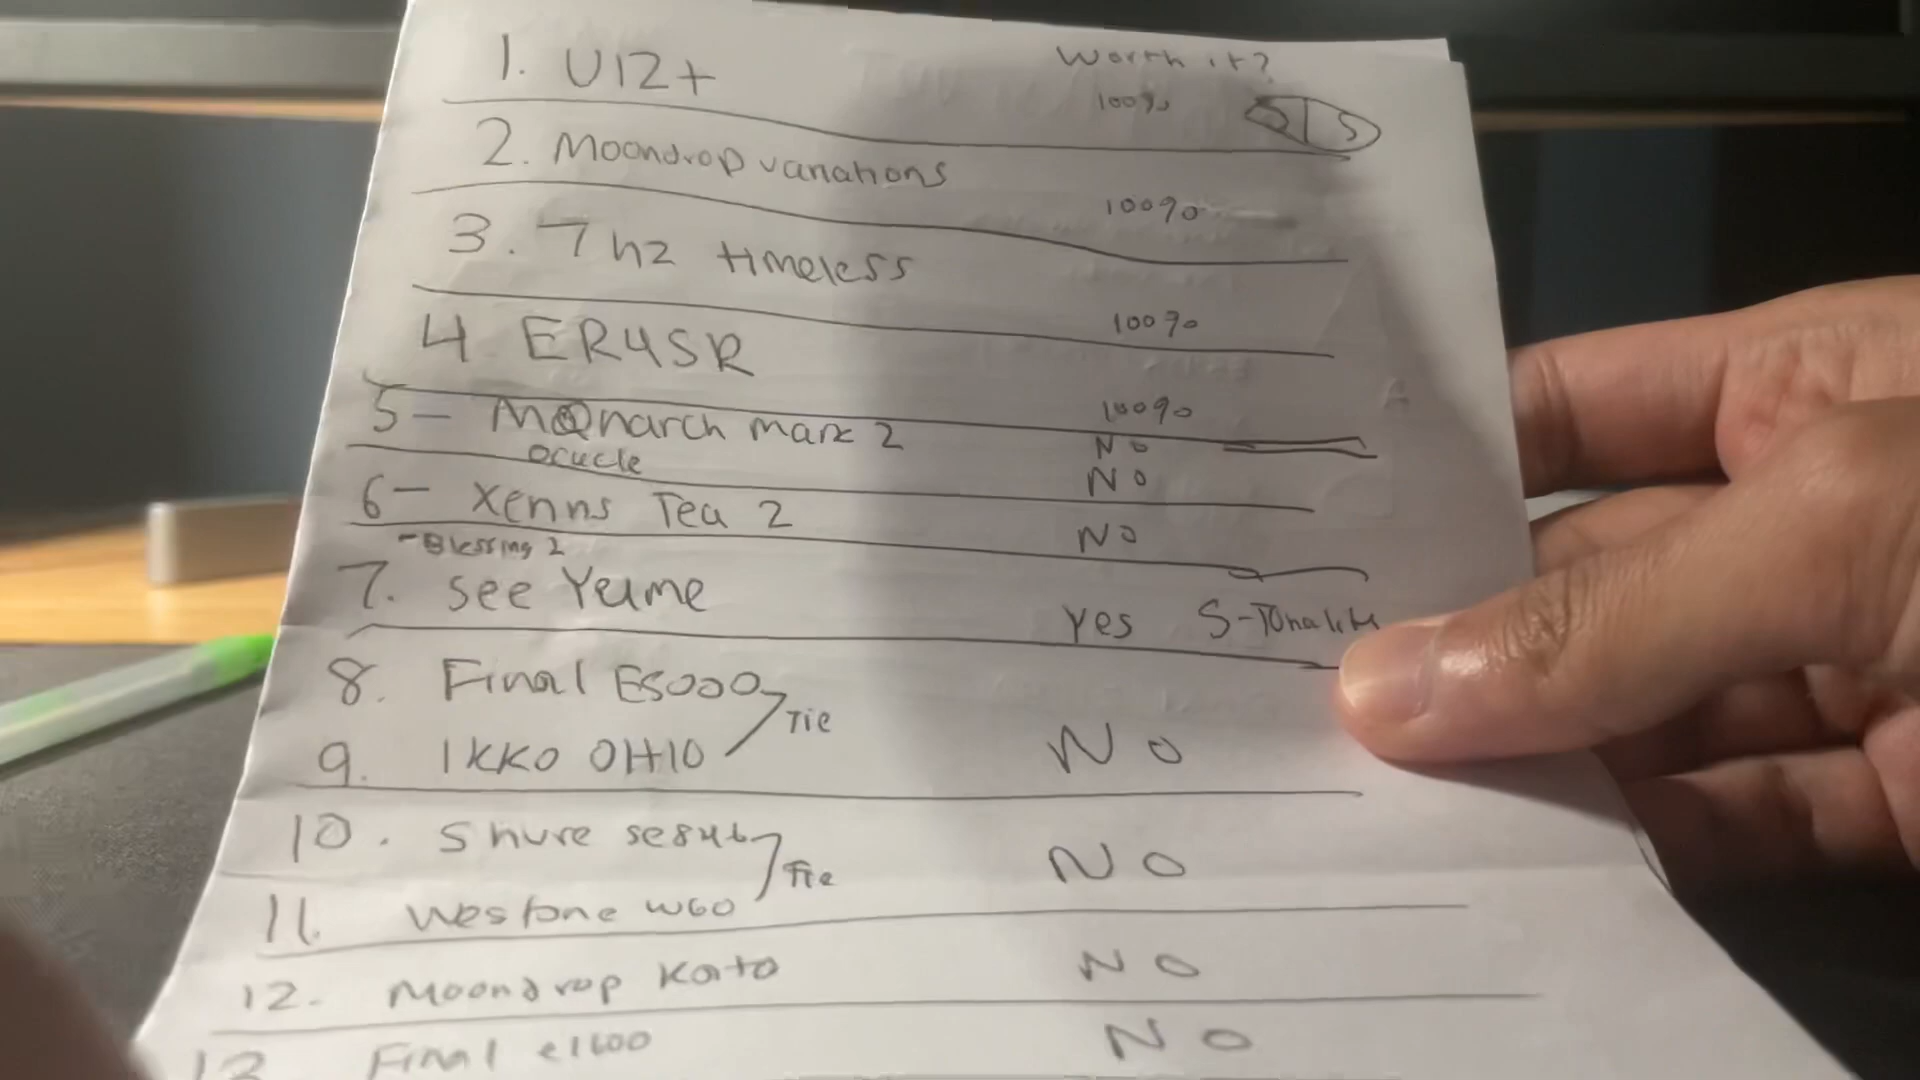 Worth it?
1. U12+ 100%
2. Moondrop variations 100%
3. 7hz timeless 100%
4 ER4SR 100%
5- Monarch mark 2 No
No
6- Xenns Tea 2 No
-Blessing 2
7. see Yume Yes S-Tonality
8. Final E5000
Tie
9. IKKO OH10 No
10. Shure se846 No
Tie
11. Westone w60
12. Moondrop Kato No
13. Final e1600 No